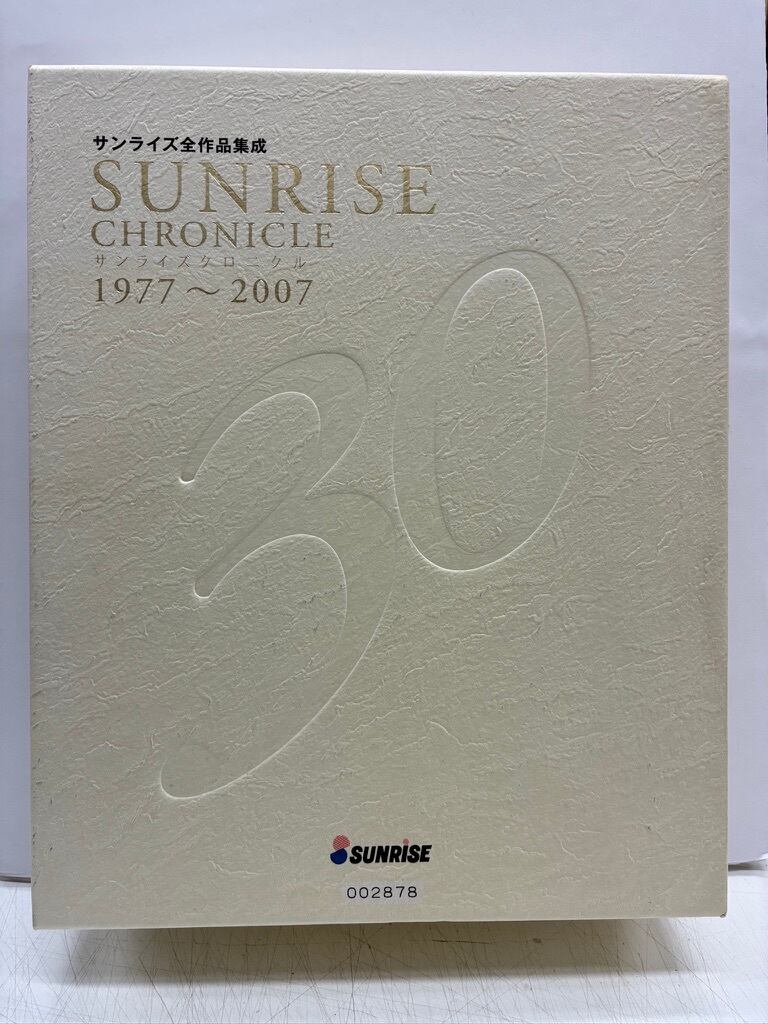 サンライズ全作品集成
SUNRISE
CHRONICLE
サンライズクロニクル
1977～2007
30
SUNRISE
002878